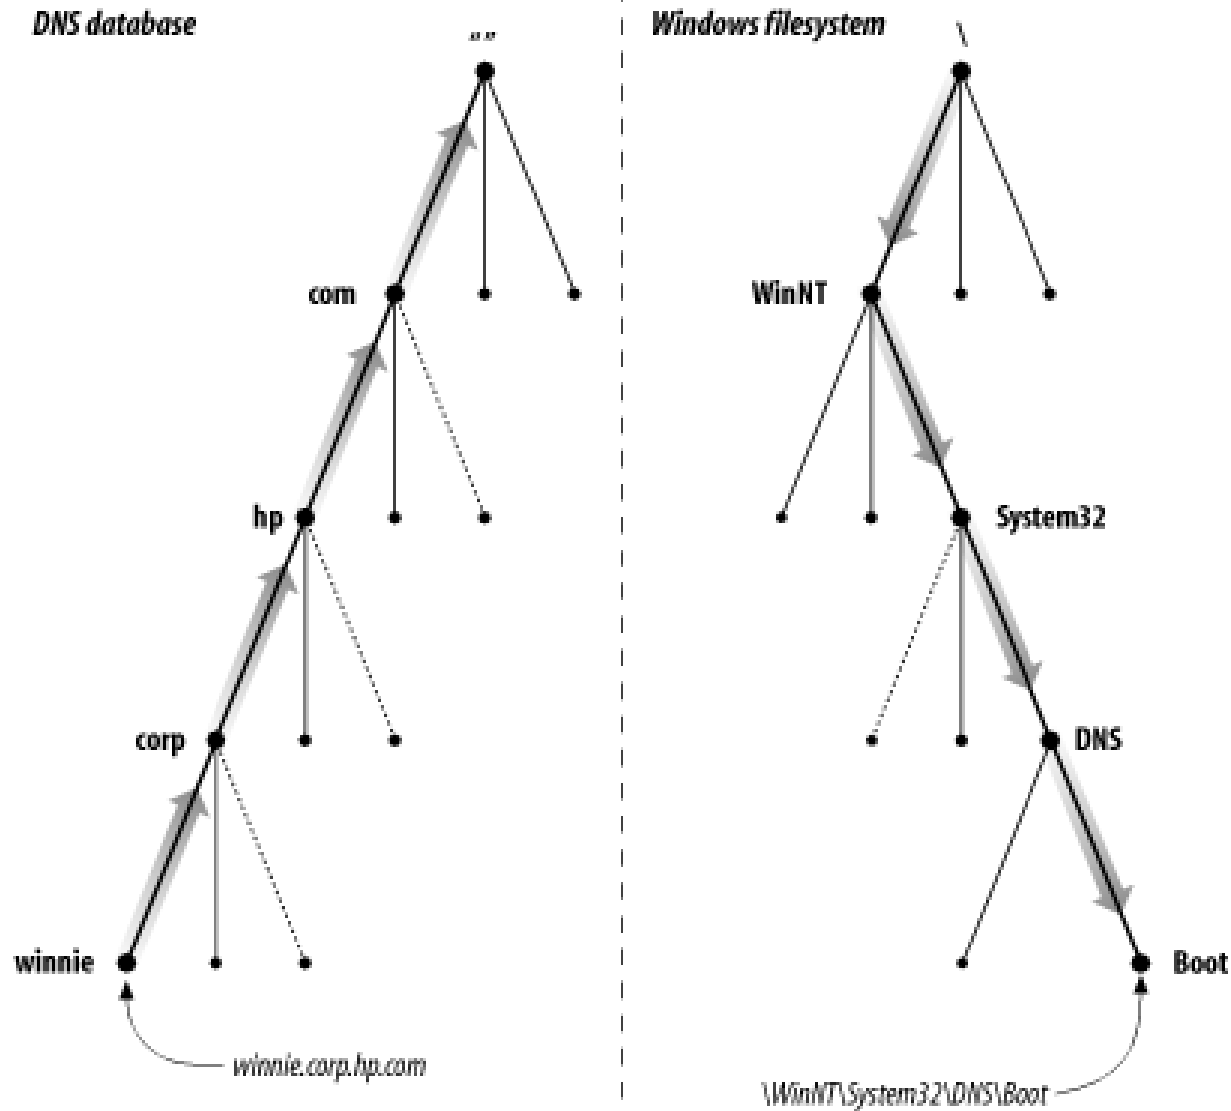 DNS database
""
com
hp
corp
winnie
winnie.corp.hp.com
Windows filesystem
\
WinNT
System32
DNS
Boot
\WinNT\System32\DNS\Boot